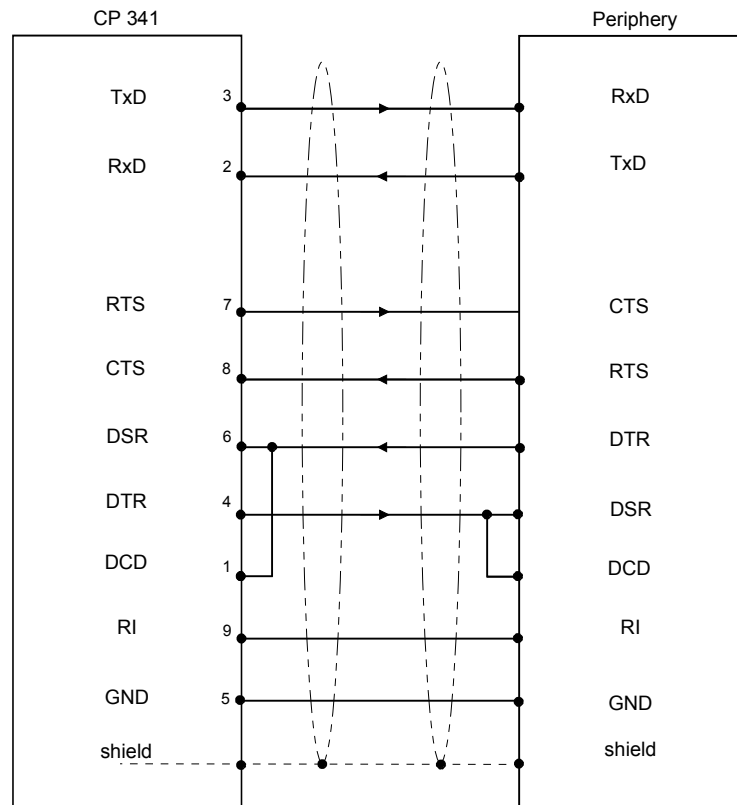 CP 341 Periphery
TxD 3 RxD
RxD 2 TxD
RTS 7 CTS
CTS 8 RTS
DSR 6 DTR
DTR 4 DSR
DCD 1 DCD
RI 9 RI
GND 5 GND
shield shield